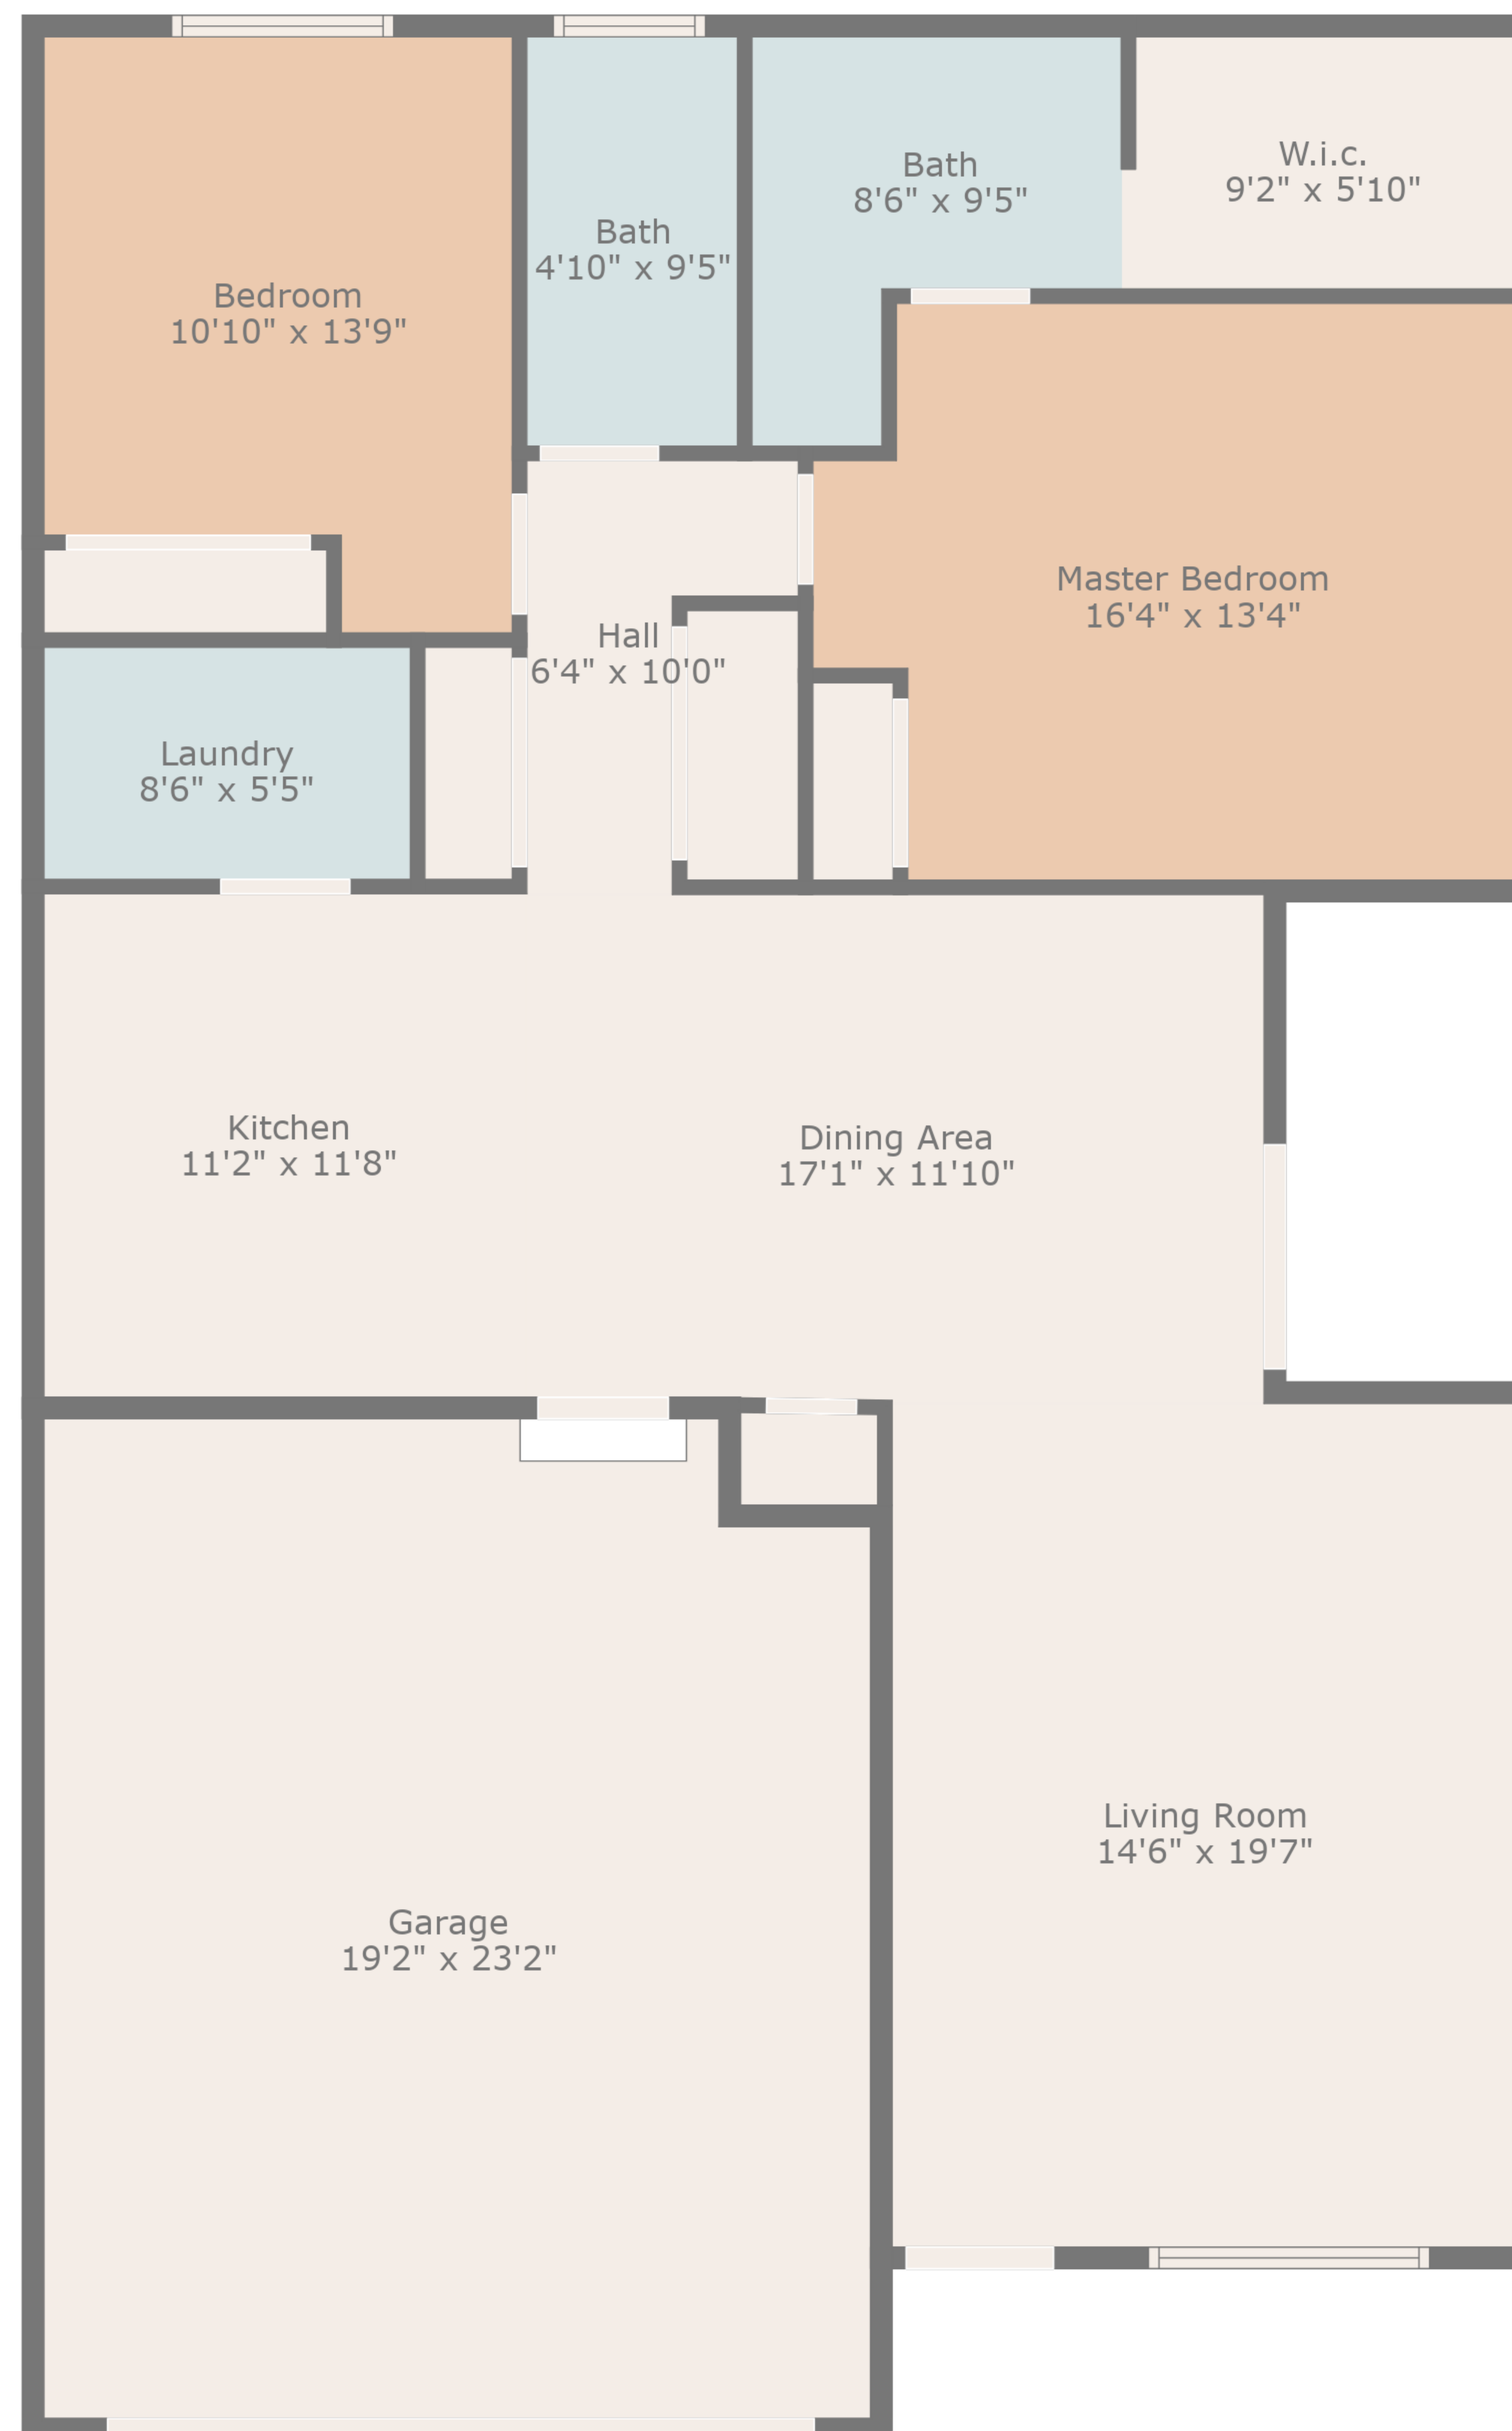 W.i.c.
9'2" x 5'10"
Bath
8'6" x 9'5"
Bath
4'10" x 9'5"
Bedroom
10'10" x 13'9"
Master Bedroom
16'4" x 13'4"
Hall
6'4" x 10'0"
Laundry
8'6" x 5'5"
Kitchen
11'2" x 11'8"
Dining Area
17'1" x 11'10"
Living Room
14'6" x 19'7"
Garage
19'2" x 23'2"